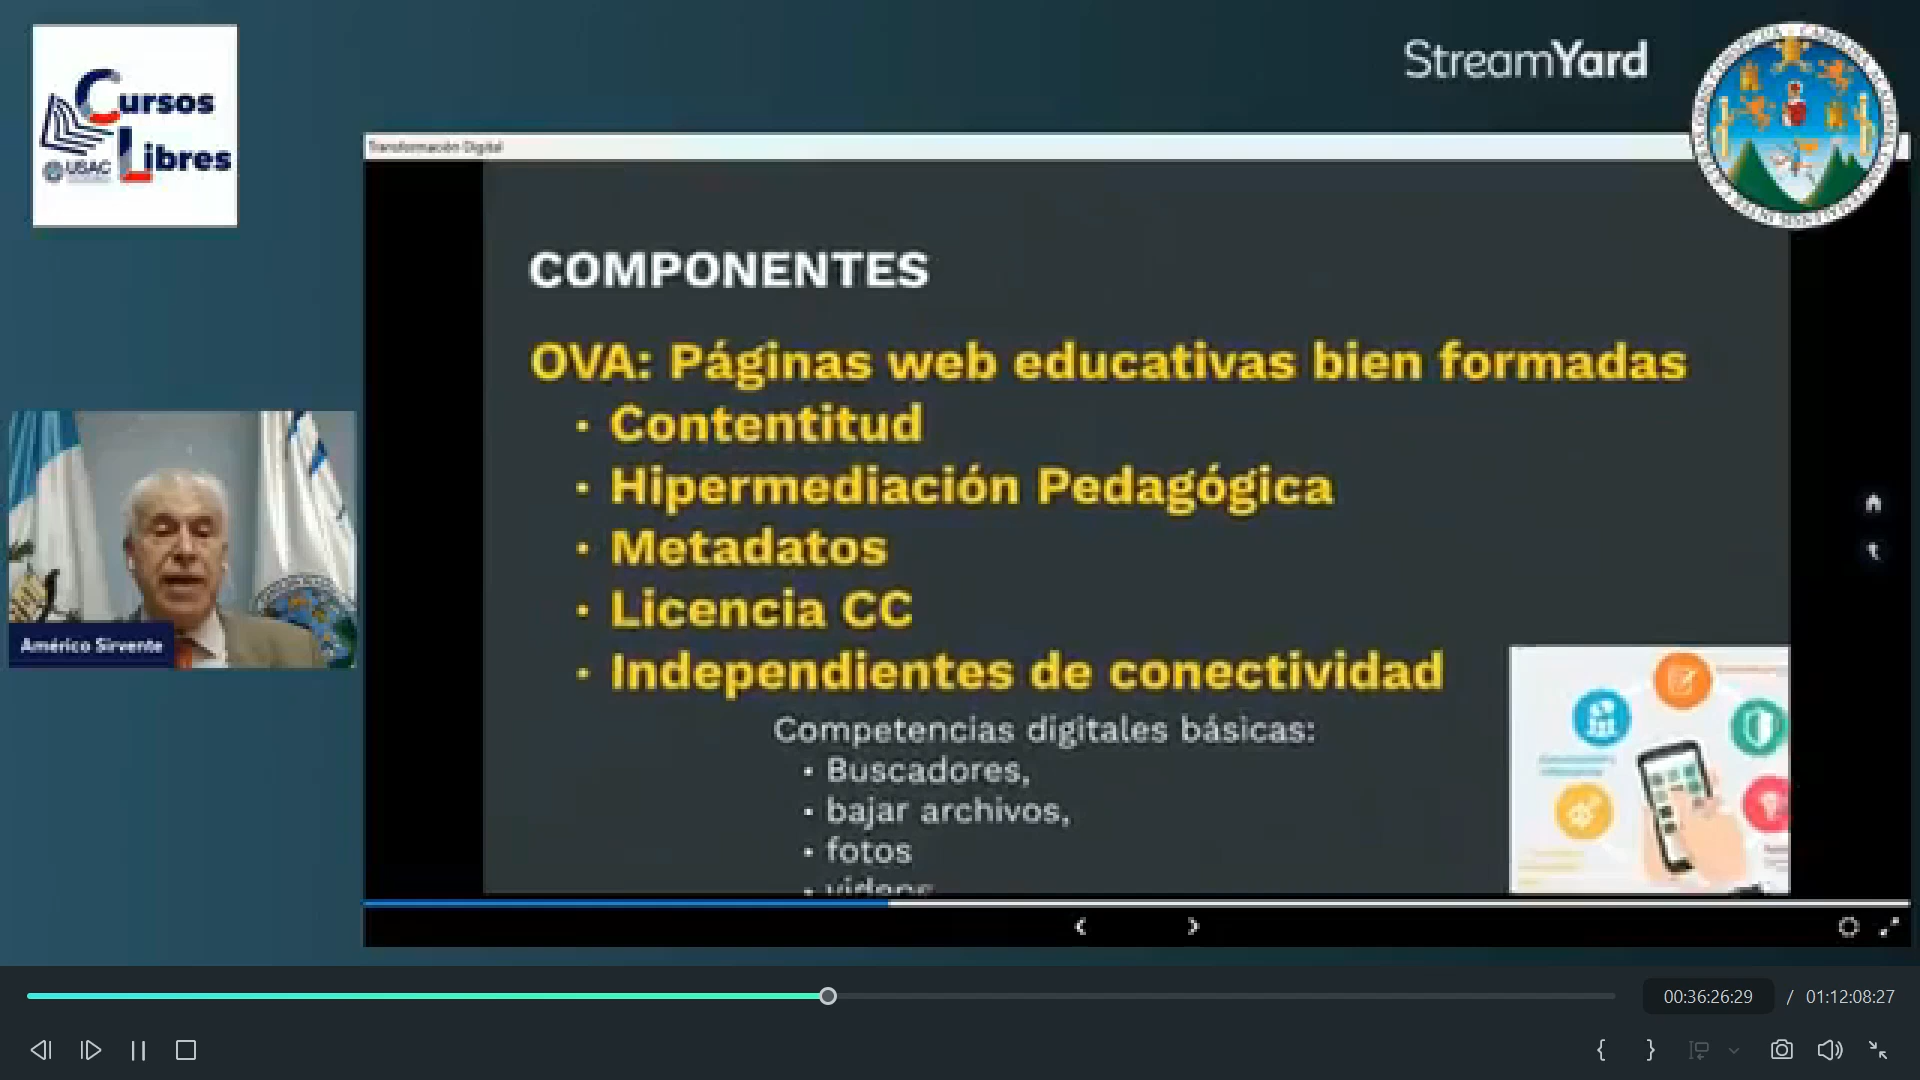 Cursos
Libres
USAC
StreamYard
Transformación Digital
COMPONENTES
OVA: Páginas web educativas bien formadas
• Contentitud
• Hipermediación Pedagógica
• Metadatos
• Licencia CC
• Independientes de conectividad
Competencias digitales básicas:
• Buscadores,
• bajar archivos,
• fotos
• videos
Américo Sirvente
00:36:26:29 / 01:12:08:27